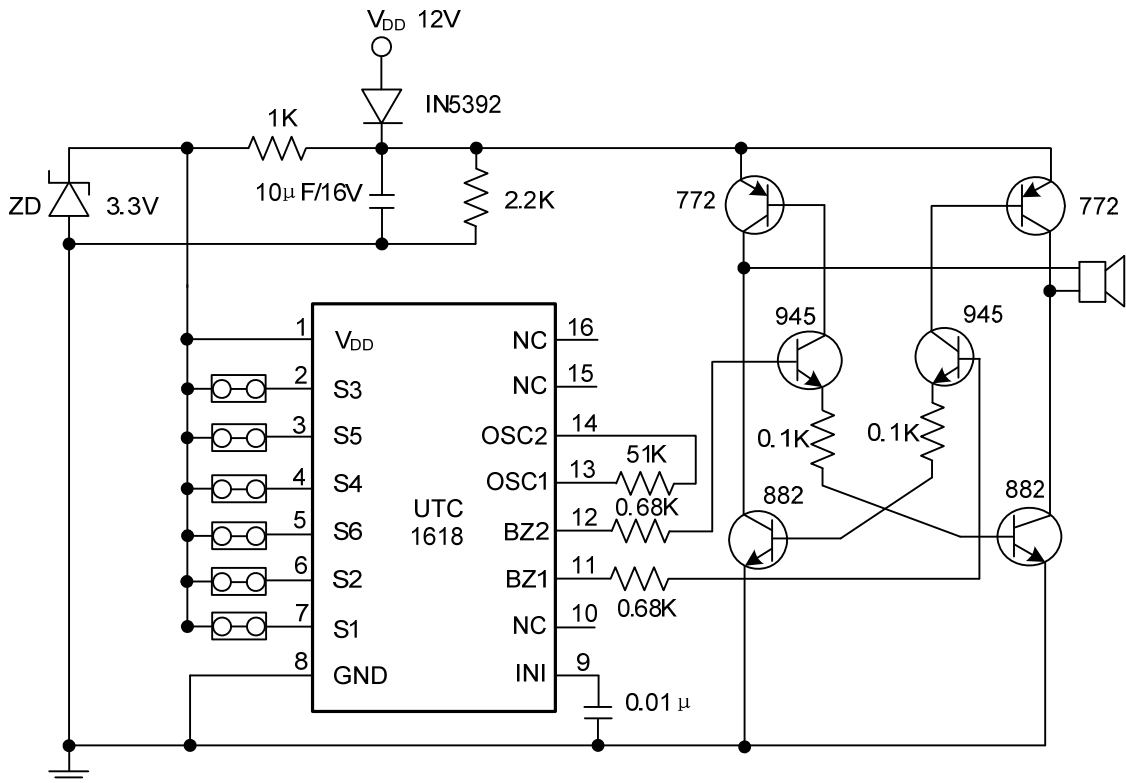 VDD 12V
IN5392
1K
10μF/16V
2.2K
ZD
3.3V
772
772
945
945
0.1K
0.1K
882
882
1
VDD
2
S3
3
S5
4
S4
5
S6
6
S2
7
S1
8
GND
UTC
1618
NC
16
NC
15
OSC2
14
OSC1
13
51K
BZ2
12
0.68K
BZ1
11
0.68K
NC
10
INI
9
0.01μ